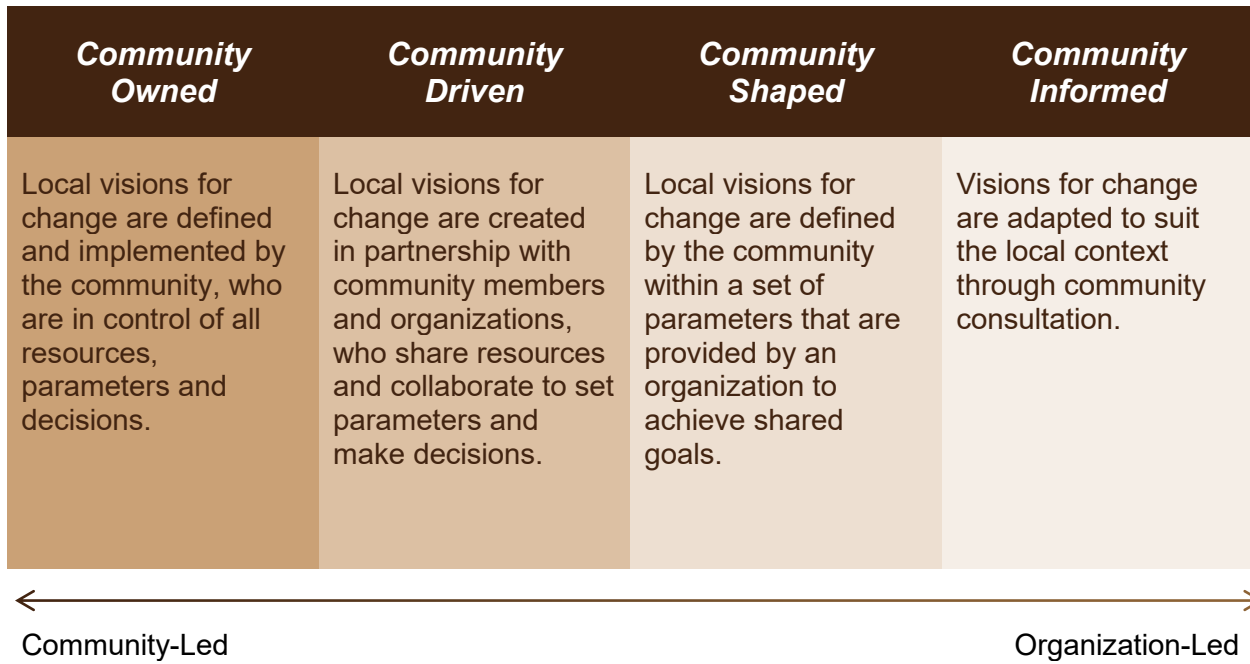 Community
Owned
Community
Driven
Community
Shaped
Community
Informed
Local visions for
change are defined
and implemented by
the community, who
are in control of all
resources,
parameters and
decisions.
Local visions for
change are created
in partnership with
community members
and organizations,
who share resources
and collaborate to set
parameters and
make decisions.
Local visions for
change are defined
by the community
within a set of
parameters that are
provided by an
organization to
achieve shared
goals.
Visions for change
are adapted to suit
the local context
through community
consultation.
Community-Led
Organization-Led